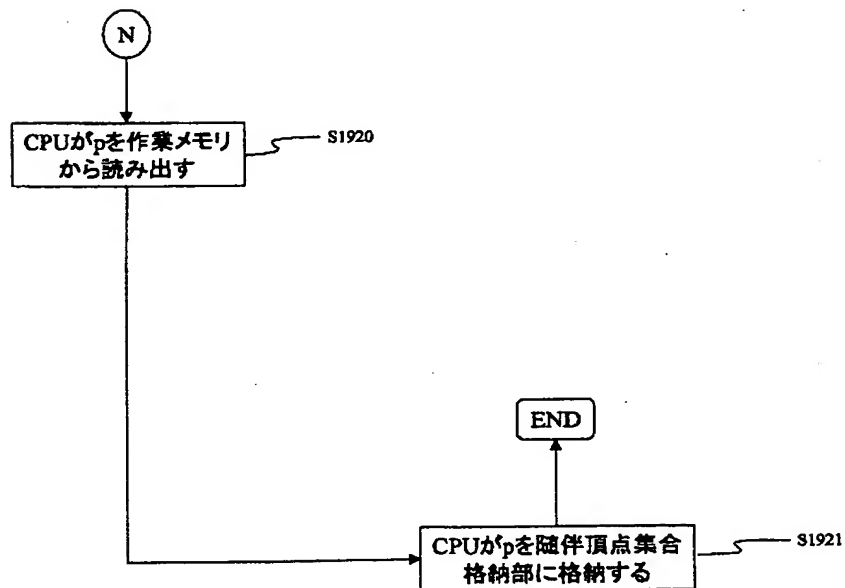 N
CPUがpを作業メモリ
から読み出す
S1920
END
CPUがpを随伴頂点集合
格納部に格納する
S1921